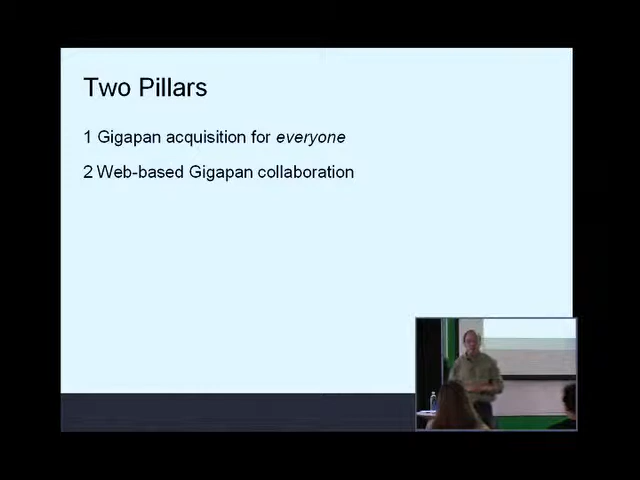 Two Pillars
1 Gigapan acquisition for everyone
2 Web-based Gigapan collaboration